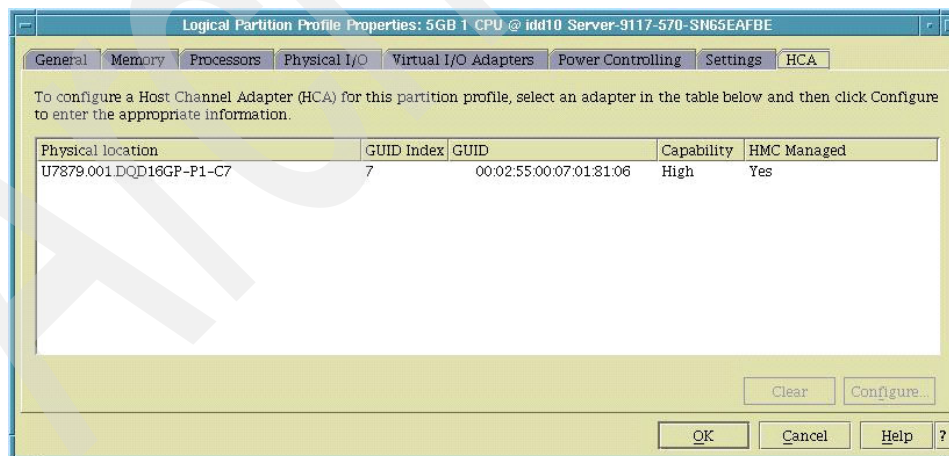 Logical Partition Profile Properties: 5GB 1 CPU @ idd10 Server-9117-570-SN65EAFBE
General Memory Processors Physical I/O Virtual I/O Adapters Power Controlling Settings HCA
To configure a Host Channel Adapter (HCA) for this partition profile, select an adapter in the table below and then click Configure
to enter the appropriate information.
Physical location GUID Index GUID Capability HMC Managed
U7879.001.DQD16GP-P1-C7 7 00:02:55:00:07:01:81:06 High Yes
Clear Configure...
OK Cancel Help ?